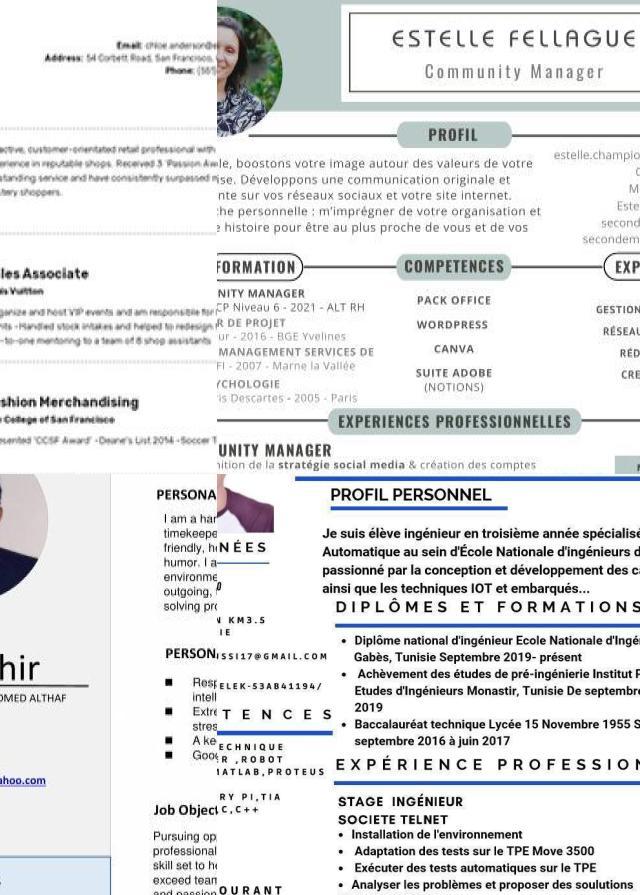 Email: chloe.anderson@
Address: 54 Corbett Road, San Francisco,
Phone: (555
active, customer-orientated retail professional with
erience in reputable shops. Received 3 'Passion Aw
standing service and have consistently surpassed
tery shoppers.
les Associate
is Vuitton
ganize and host VIP events and am responsible for
nts -Handled stock intakes and helped to redesign
-to-one mentoring to a team of 8 shop assistants
shion Merchandising
College of San Francisco
esented 'CCSF Award' -Deane's List 2014 -Soccer T
ESTELLE FELLAGUE
Community Manager
PROFIL
le, boostons votre image autour des valeurs de votre
ise. Développons une communication originale et
nte sur vos réseaux sociaux et votre site internet.
he personnelle : m'imprégner de votre organisation et
e histoire pour être au plus proche de vous et de vos
estelle.champio
C
M
Este
second
secondem
FORMATION
NITY MANAGER
CP Niveau 6 - 2021 - ALT RH
R DE PROJET
ur - 2016 - BGE Yvelines
MANAGEMENT SERVICES DE
FI - 2007 - Marne la Vallée
YCHOLOGIE
is Descartes - 2005 - Paris
COMPETENCES
PACK OFFICE
WORDPRESS
CANVA
SUITE ADOBE
(NOTIONS)
EXP
GESTION
RÉSEAU
RÉD
CRE
EXPERIENCES PROFESSIONNELLES
UNITY MANAGER
nition de la stratégie social media & création des comptes
hir
OMED ALTHAF
ahoo.com
PERSONA
I am a har
timekeepe
friendly, h
humor. I a
environme
outgoing,
solving pro
PERSON
Resp
intell
Extre
stres
A ke
Good
Job Object
Pursuing op
professional
skill set to he
exceed team
and passion
NÉES
N KM3.5
IE
ISSI17@GMAIL.COM
ELEK-53AB41194/
TENCES
ECHNIQUE
R ,ROBOT
MATLAB,PROTEUS
RY PI,TIA
C,C++
OURANT
PROFIL PERSONNEL
Je suis élève ingénieur en troisième année spécialisé
Automatique au sein d'École Nationale d'ingénieurs d
passionné par la conception et développement des ca
ainsi que les techniques IOT et embarqués...
DIPLÔMES ET FORMATIONS
• Diplôme national d'ingénieur Ecole Nationale d'Ingé
Gabès, Tunisie Septembre 2019- présent
• Achèvement des études de pré-ingénierie Institut P
Etudes d'Ingénieurs Monastir, Tunisie De septembre
2019
• Baccalauréat technique Lycée 15 Novembre 1955 S
septembre 2016 à juin 2017
EXPÉRIENCE PROFESSION
STAGE INGÉNIEUR
SOCIETE TELNET
• Installation de l'environnement
• Adaptation des tests sur le TPE Move 3500
• Exécuter des tests automatiques sur le TPE
• Analyser les problèmes et proposer des soulutions